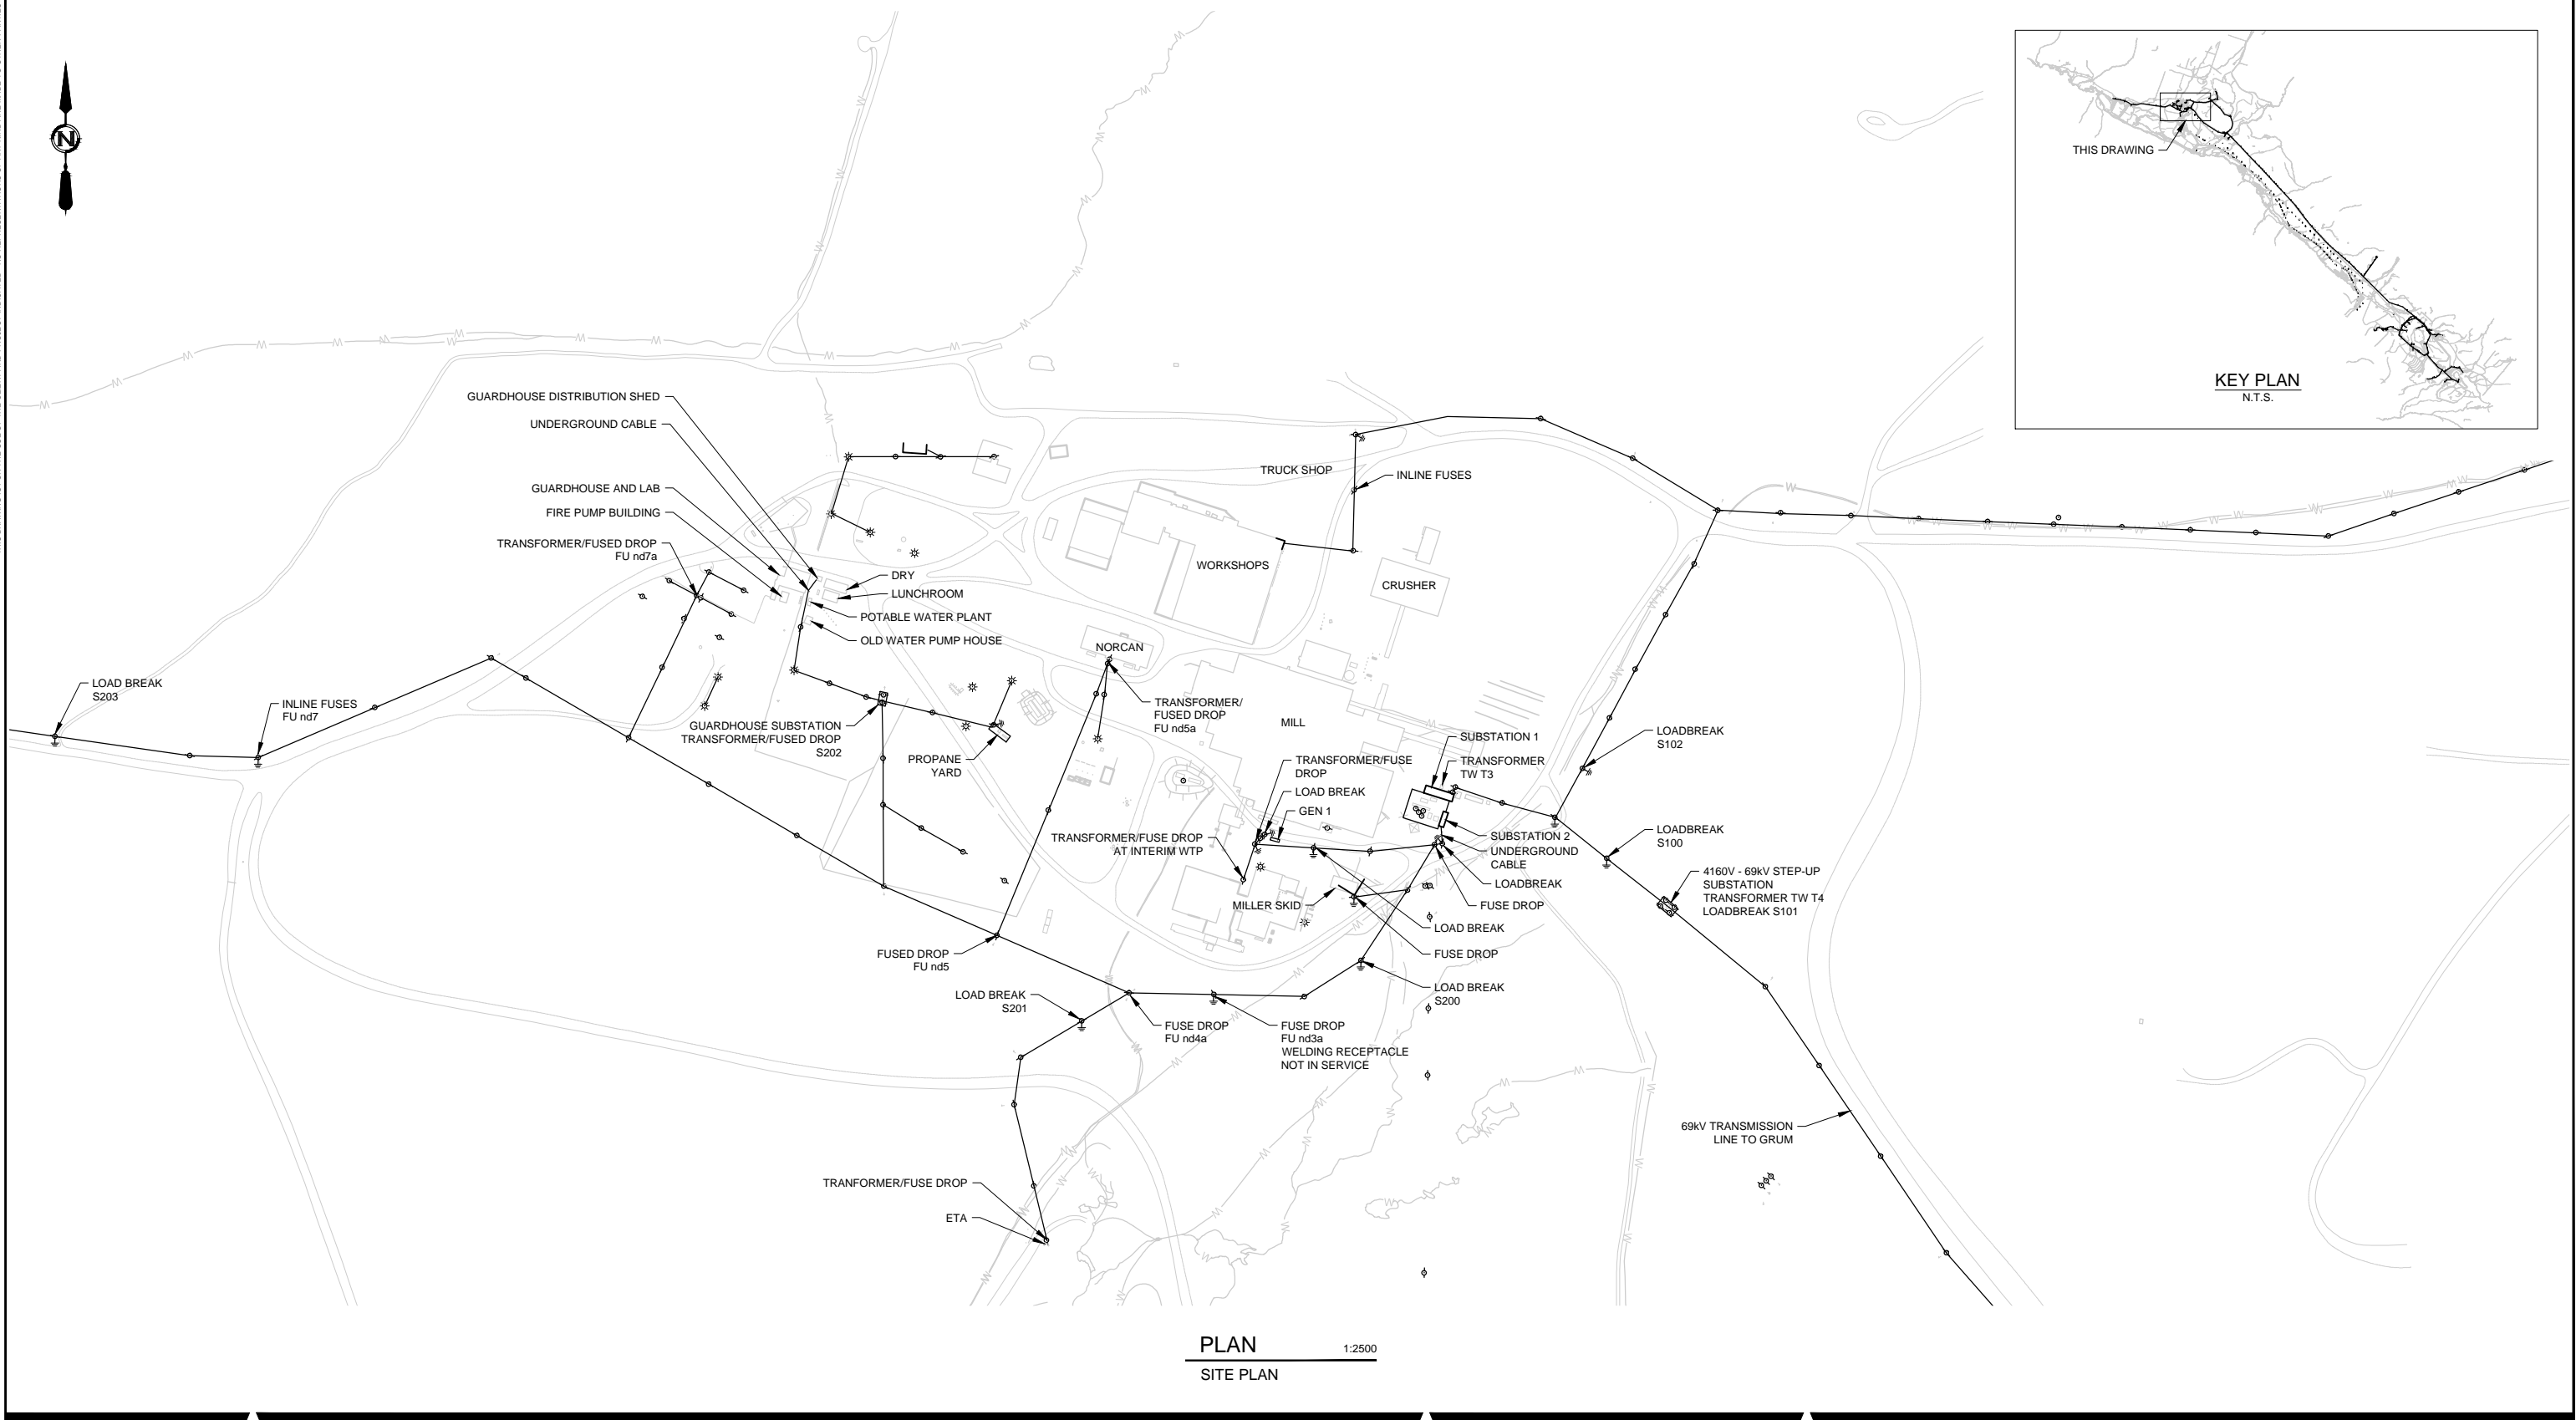 N
THIS DRAWING
KEY PLAN
N.T.S.
GUARDHOUSE DISTRIBUTION SHED
UNDERGROUND CABLE
GUARDHOUSE AND LAB
FIRE PUMP BUILDING
TRANSFORMER/FUSED DROP
FU nd7a
DRY
LUNCHROOM
POTABLE WATER PLANT
OLD WATER PUMP HOUSE
TRUCK SHOP
INLINE FUSES
WORKSHOPS
CRUSHER
NORCAN
LOAD BREAK
S203
INLINE FUSES
FU nd7
GUARDHOUSE SUBSTATION
TRANSFORMER/FUSED DROP
S202
PROPANE
YARD
TRANSFORMER/
FUSED DROP
FU nd5a
MILL
SUBSTATION 1
TRANSFORMER
TW T3
LOADBREAK
S102
TRANSFORMER/FUSE
DROP
LOAD BREAK
GEN 1
TRANSFORMER/FUSE DROP
AT INTERIM WTP
SUBSTATION 2
UNDERGROUND
CABLE
LOADBREAK
FUSE DROP
LOADBREAK
S100
4160V - 69kV STEP-UP
SUBSTATION
TRANSFORMER TW T4
LOADBREAK S101
MILLER SKID
LOAD BREAK
FUSE DROP
FUSED DROP
FU nd5
LOAD BREAK
S200
LOAD BREAK
S201
FUSE DROP
FU nd4a
FUSE DROP
FU nd3a
WELDING RECEPTACLE
NOT IN SERVICE
69kV TRANSMISSION
LINE TO GRUM
TRANFORMER/FUSE DROP
ETA
PLAN 1:2500
SITE PLAN